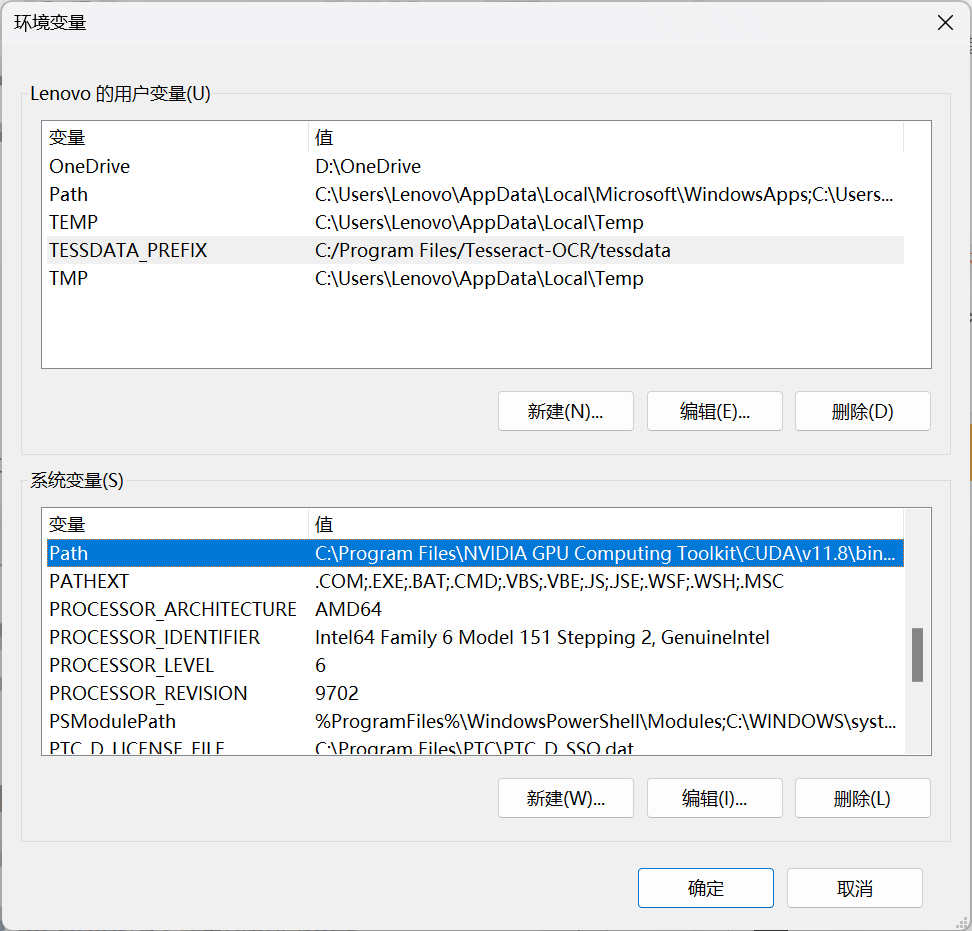 环境变量
Lenovo 的用户变量(U)
变量 值
OneDrive D:\OneDrive
Path C:\Users\Lenovo\AppData\Local\Microsoft\WindowsApps;C:\Users...
TEMP C:\Users\Lenovo\AppData\Local\Temp
TESSDATA_PREFIX C:/Program Files/Tesseract-OCR/tessdata
TMP C:\Users\Lenovo\AppData\Local\Temp
新建(N)... 编辑(E)... 删除(D)
系统变量(S)
变量 值
Path C:\Program Files\NVIDIA GPU Computing Toolkit\CUDA\v11.8\bin...
PATHEXT .COM;.EXE;.BAT;.CMD;.VBS;.VBE;.JS;.JSE;.WSF;.WSH;.MSC
PROCESSOR_ARCHITECTURE AMD64
PROCESSOR_IDENTIFIER Intel64 Family 6 Model 151 Stepping 2, GenuineIntel
PROCESSOR_LEVEL 6
PROCESSOR_REVISION 9702
PSModulePath %ProgramFiles%\WindowsPowerShell\Modules;C:\WINDOWS\syst...
PTC_D_LICENSE_FILE C:\Program Files\PTC\PTC_D_SSQ.dat
新建(W)... 编辑(I)... 删除(L)
确定 取消